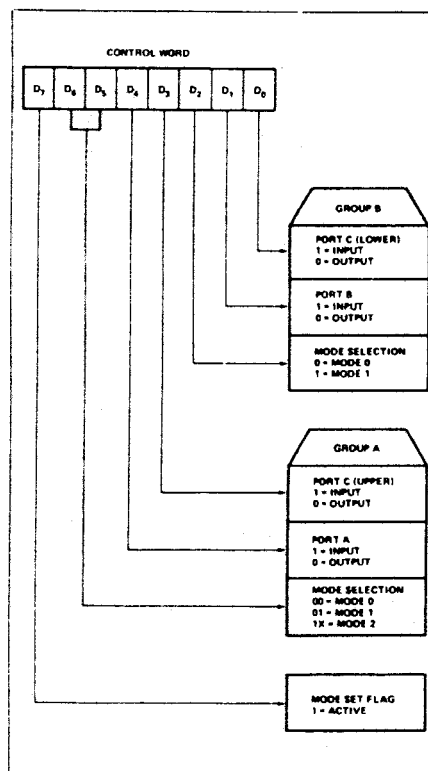 CONTROL WORD
D7 D6 D5 D4 D3 D2 D1 D0
GROUP B
PORT C (LOWER)
1 = INPUT
0 = OUTPUT
PORT B
1 = INPUT
0 = OUTPUT
MODE SELECTION
0 = MODE 0
1 = MODE 1
GROUP A
PORT C (UPPER)
1 = INPUT
0 = OUTPUT
PORT A
1 = INPUT
0 = OUTPUT
MODE SELECTION
00 = MODE 0
01 = MODE 1
1X = MODE 2
MODE SET FLAG
1 = ACTIVE